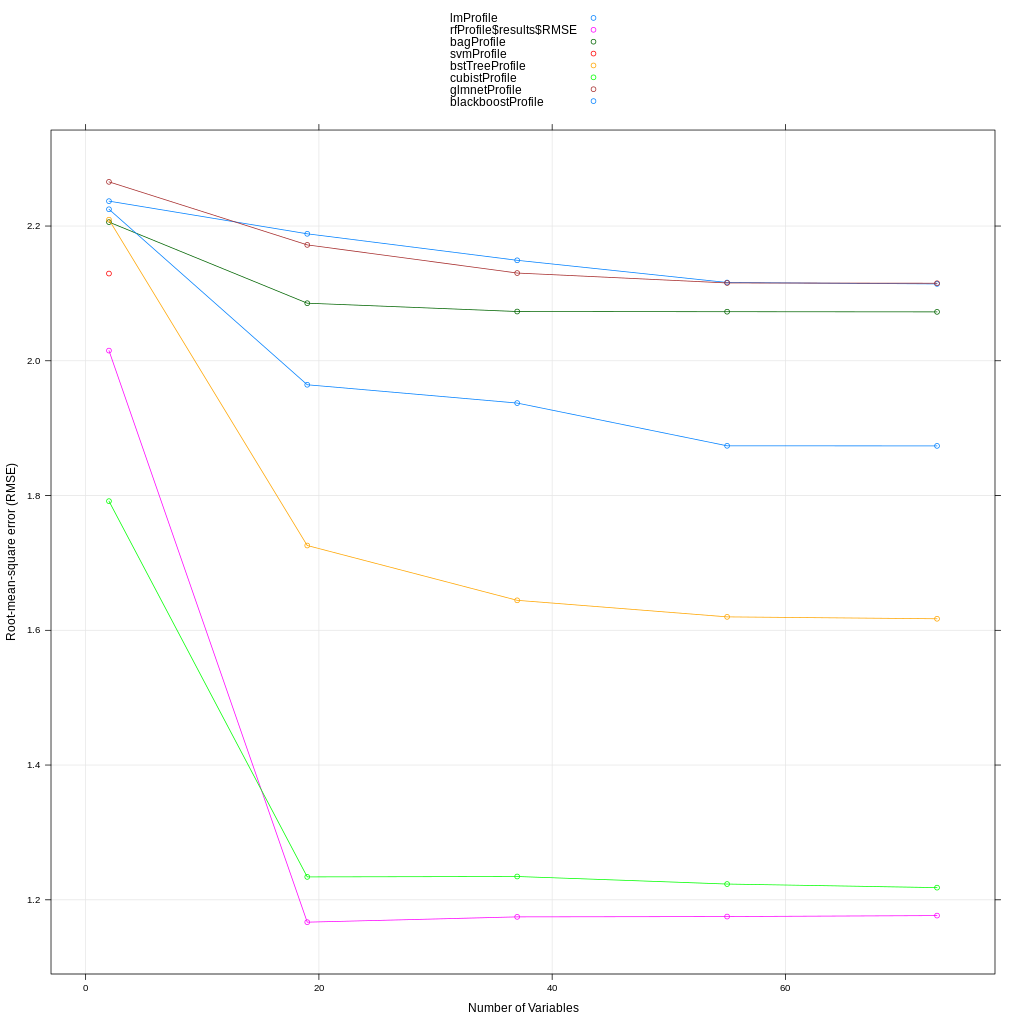 lmProfile
rfProfile$results$RMSE
bagProfile
svmProfile
bstTreeProfile
cubistProfile
glmnetProfile
blackboostProfile
2.2
2.0
1.8
1.6
1.4
1.2
Root-mean-square error (RMSE)
0 20 40 60
Number of Variables